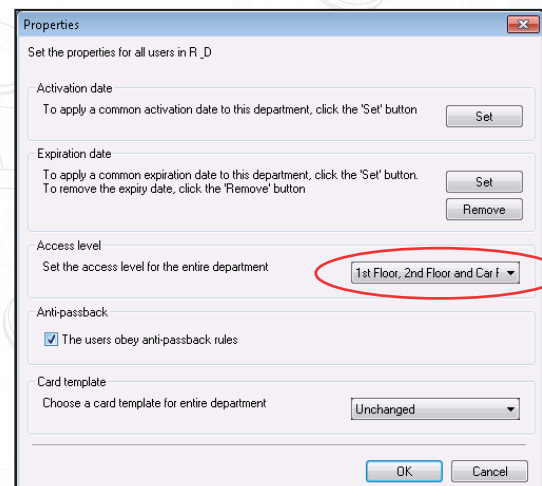 Properties
Set the properties for all users in R_D
Activation date
To apply a common activation date to this department, click the 'Set' button
Set
Expiration date
To apply a common expiration date to this department, click the 'Set' button.
To remove the expiry date, click the 'Remove' button
Set
Remove
Access level
Set the access level for the entire department
1st Floor, 2nd Floor and Car
Anti-passback
The users obey anti-passback rules
Card template
Choose a card template for entire department
Unchanged
OK
Cancel